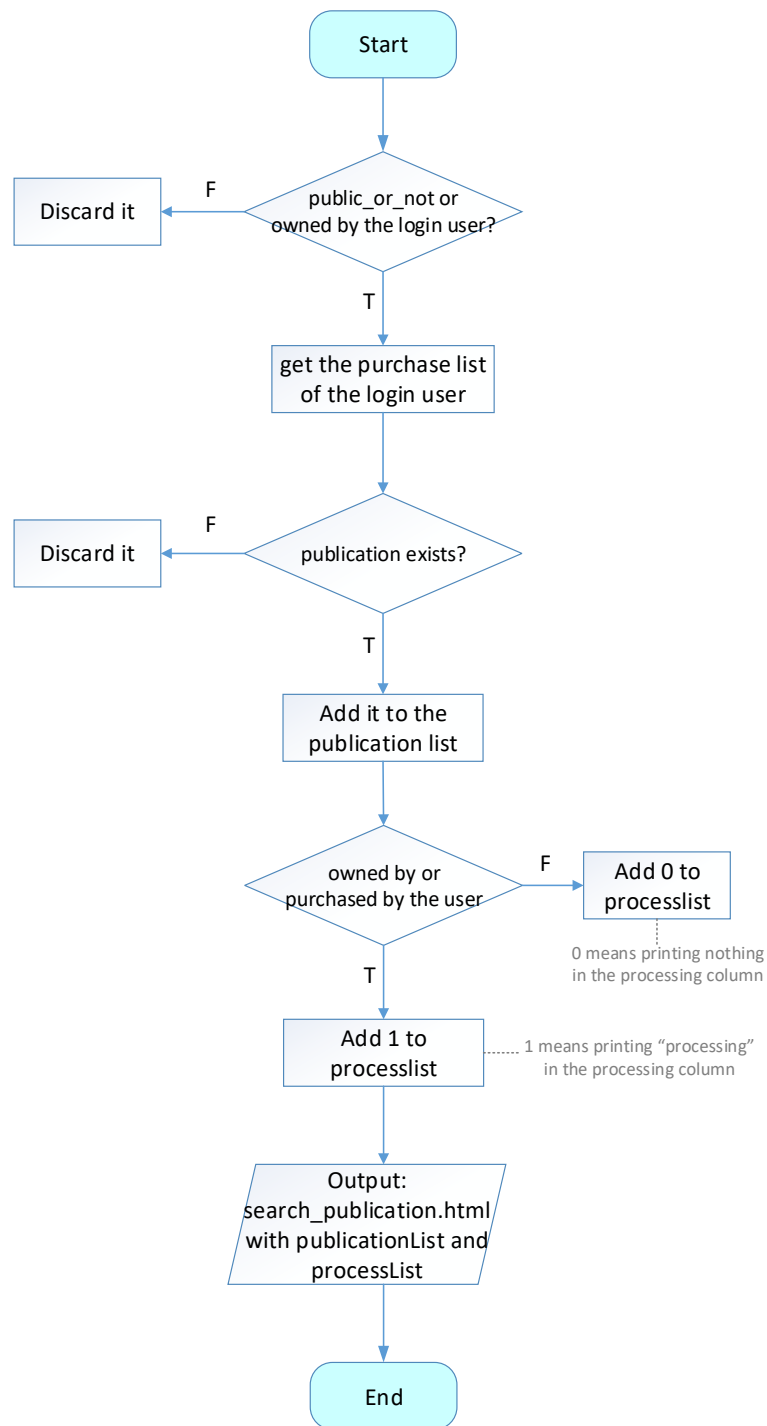 Start
public_or_not or
owned by the login user?
F
Discard it
T
get the purchase list
of the login user
publication exists?
F
Discard it
T
Add it to the
publication list
owned by or
purchased by the user
F
Add 0 to
processlist
0 means printing nothing
in the processing column
T
Add 1 to
processlist
1 means printing “processing”
in the processing column
Output:
search_publication.html
with publicationList and
processList
End